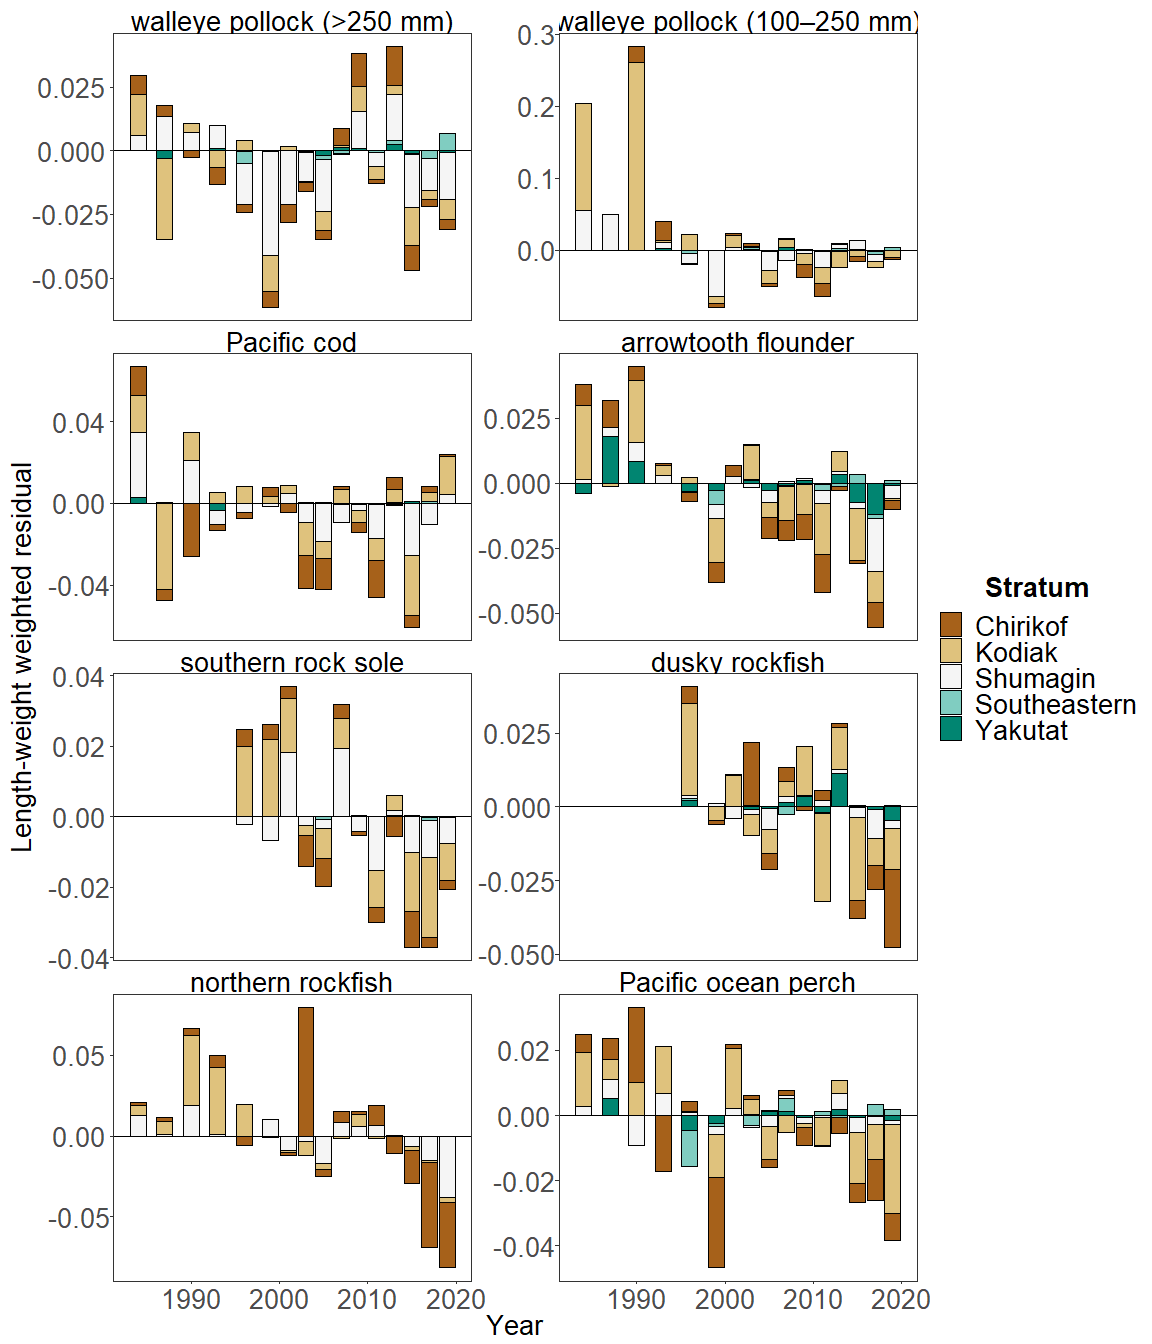 walleye pollock (>250 mm)
walleye pollock (100–250 mm)
0.025
0.000
-0.025
-0.050
0.3
0.2
0.1
0.0
Pacific cod
arrowtooth flounder
0.04
0.00
-0.04
0.025
0.000
-0.025
-0.050
southern rock sole
dusky rockfish
0.04
0.02
0.00
-0.02
-0.04
0.025
0.000
-0.025
-0.050
northern rockfish
Pacific ocean perch
0.05
0.00
-0.05
0.02
0.00
-0.02
-0.04
1990 2000 2010 2020
1990 2000 2010 2020
Year
Length-weight weighted residual
Stratum
Chirikof
Kodiak
Shumagin
Southeastern
Yakutat